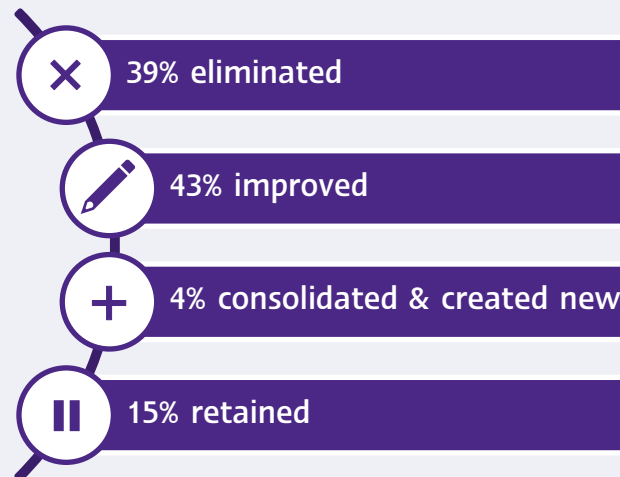 39% eliminated
43% improved
4% consolidated & created new
15% retained